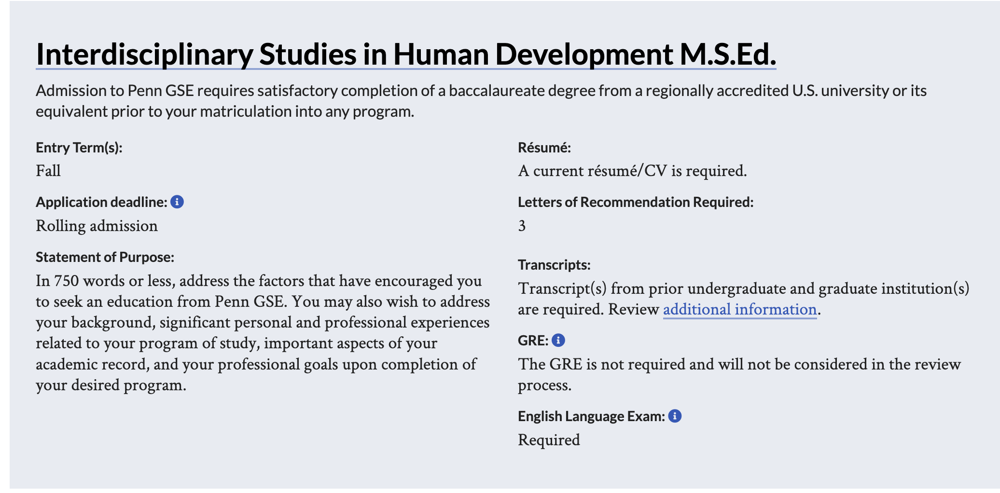 Interdisciplinary Studies in Human Development M.S.Ed.
Admission to Penn GSE requires satisfactory completion of a baccalaureate degree from a regionally accredited U.S. university or its
equivalent prior to your matriculation into any program.
Entry Term(s):
Fall
Application deadline:
Rolling admission
Statement of Purpose:
In 750 words or less, address the factors that have encouraged you
to seek an education from Penn GSE. You may also wish to address
your background, significant personal and professional experiences
related to your program of study, important aspects of your
academic record, and your professional goals upon completion of
your desired program.
Résumé:
A current résumé/CV is required.
Letters of Recommendation Required:
3
Transcripts:
Transcript(s) from prior undergraduate and graduate institution(s)
are required. Review additional information.
GRE:
The GRE is not required and will not be considered in the review
process.
English Language Exam:
Required